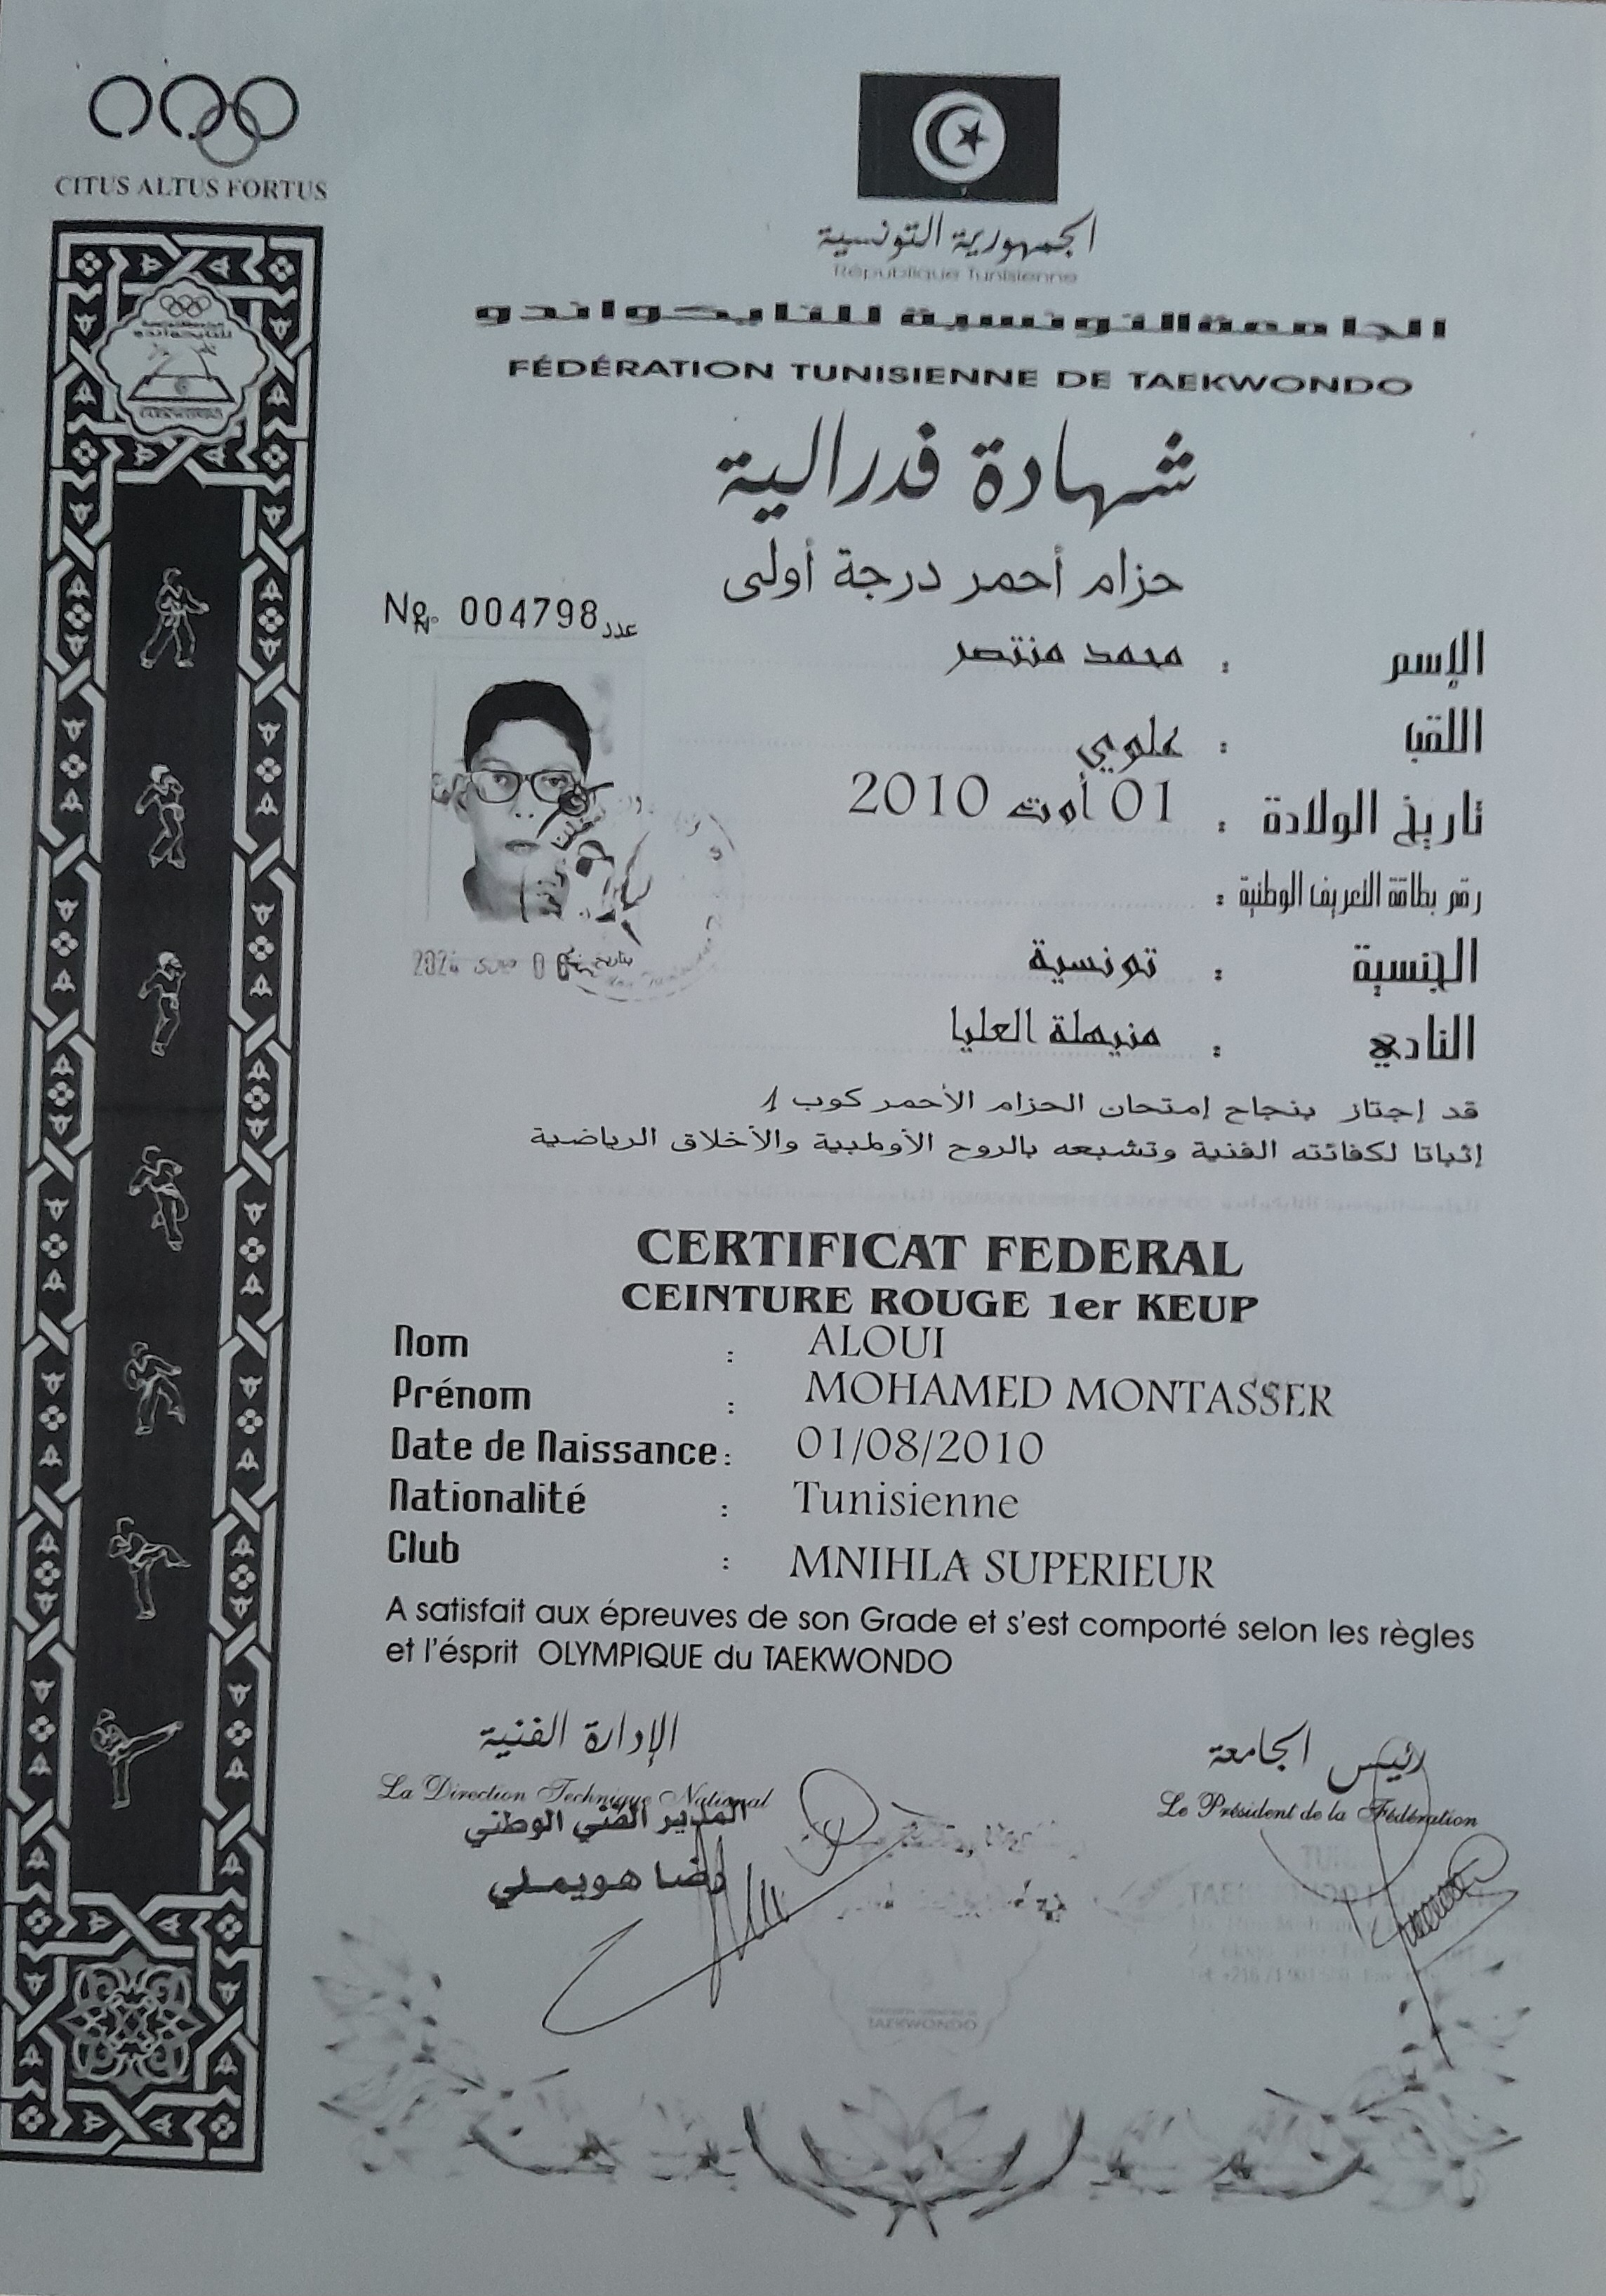 CITUS ALTUS FORTUS
الجمهورية التونسية
République Tunisienne
الجامعة التونسية للتايكواندو
FÉDÉRATION TUNISIENNE DE TAEKWONDO
شهادة فدرالية
حزام أحمر درجة أولى
No. 004798 عدد
الإسم : محمد منتصر
اللقب : علوي
تاريخ الولادة : 01 أوت 2010
رقم بطاقة التعريف الوطنية :
الجنسية : تونسية
النادي : منيهلة العليا
قد إجتاز بنجاح إمتحان الحزام الأحمر كوب 1
إثباتا لكفائته الفنية وتشبعه بالروح الأولمبية والأخلاق الرياضية
CERTIFICAT FEDERAL
CEINTURE ROUGE 1er KEUP
Nom : ALOUI
Prénom : MOHAMED MONTASSER
Date de Naissance : 01/08/2010
Nationalité : Tunisienne
Club : MNIHLA SUPERIEUR
A satisfait aux épreuves de son Grade et s'est comporté selon les règles
et l'ésprit OLYMPIQUE du TAEKWONDO
الإدارة الفنية
La Direction Technique National
المدير الفني الوطني
رضا هويملي
رئيس الجامعة
Le Président de la Fédération
TAEKWONDO